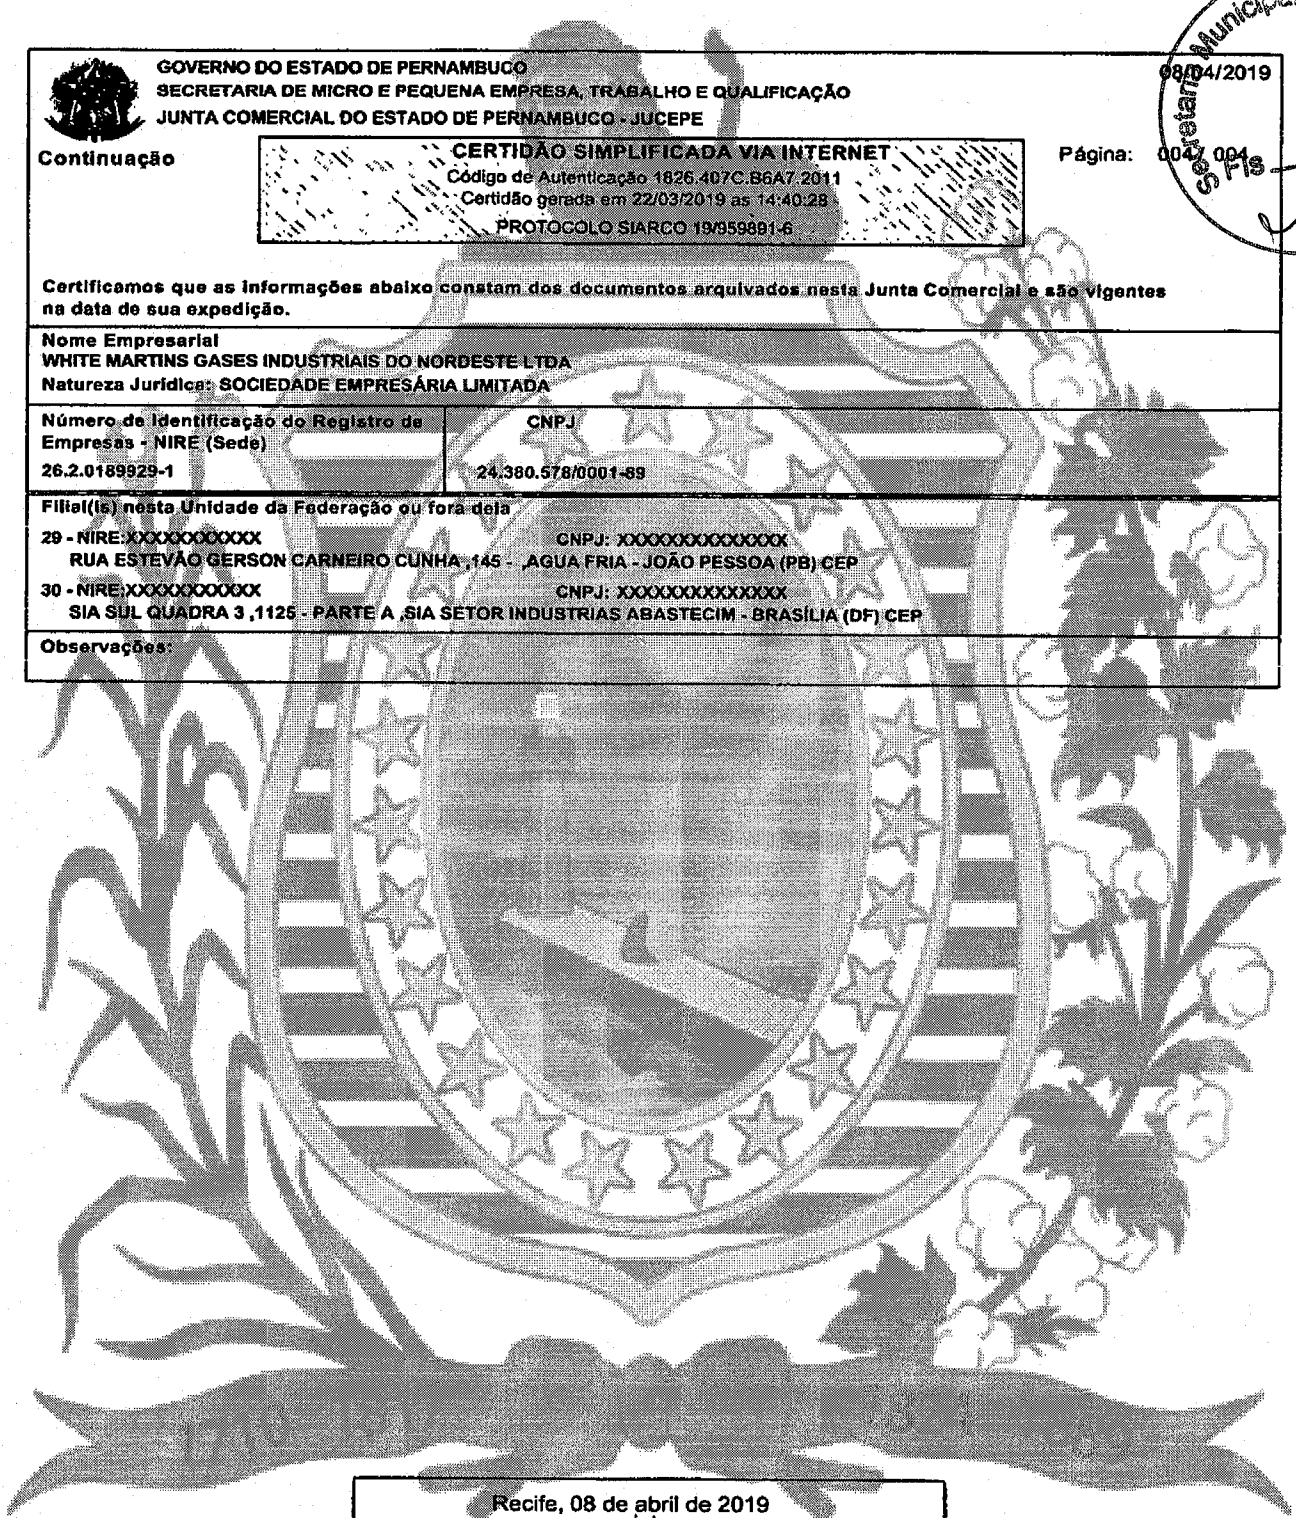 Secretaria Municipal
Fls
GOVERNO DO ESTADO DE PERNAMBUCO
08/04/2019
SECRETARIA DE MICRO E PEQUENA EMPRESA, TRABALHO E QUALIFICAÇÃO
JUNTA COMERCIAL DO ESTADO DE PERNAMBUCO - JUCEPE
Continuação
CERTIDÃO SIMPLIFICADA VIA INTERNET
Página: 004 / 004
Código de Autenticação 1826.407C.B6A7.2011
Certidão gerada em 22/03/2019 as 14:40:28
PROTOCOLO SIARCO 19/959891-6
Certificamos que as informações abaixo constam dos documentos arquivados nesta Junta Comercial e são vigentes
na data de sua expedição.
Nome Empresarial
WHITE MARTINS GASES INDUSTRIAIS DO NORDESTE LTDA
Natureza Jurídica: SOCIEDADE EMPRESÁRIA LIMITADA
Número de Identificação do Registro de
Empresas - NIRE (Sede)
26.2.0189929-1
CNPJ
24.380.578/0001-89
Filial(is) nesta Unidade da Federação ou fora dela
29 - NIRE:XXXXXXXXXXX CNPJ: XXXXXXXXXXXXXX
RUA ESTEVÃO GERSON CARNEIRO CUNHA ,145 - ,AGUA FRIA - JOÃO PESSOA (PB) CEP
30 - NIRE:XXXXXXXXXXX CNPJ: XXXXXXXXXXXXXX
SIA SUL QUADRA 3 ,1125 - PARTE A ,SIA SETOR INDUSTRIAS ABASTECIM - BRASÍLIA (DF) CEP
Observações:
Recife, 08 de abril de 2019